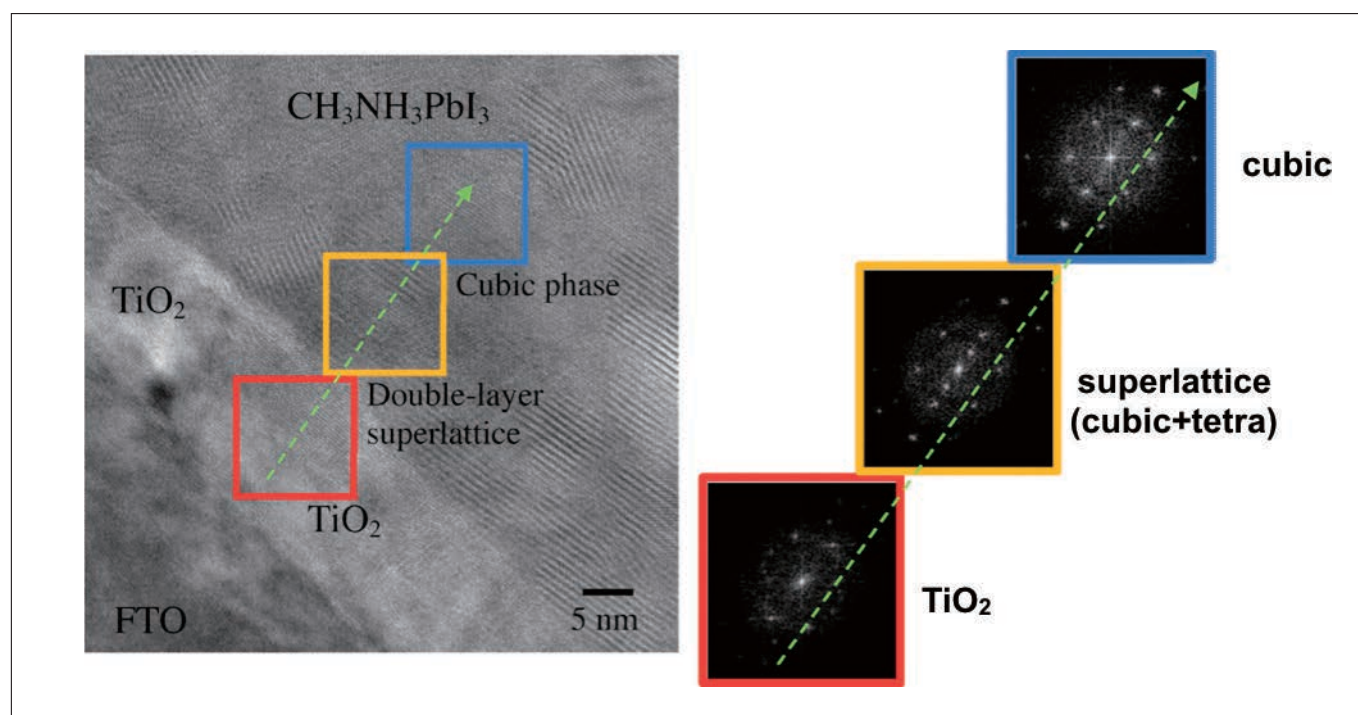 CH₃NH₃PbI₃
TiO₂
Cubic phase
Double-layer
superlattice
TiO₂
FTO
5 nm
cubic
superlattice
(cubic+tetra)
TiO₂